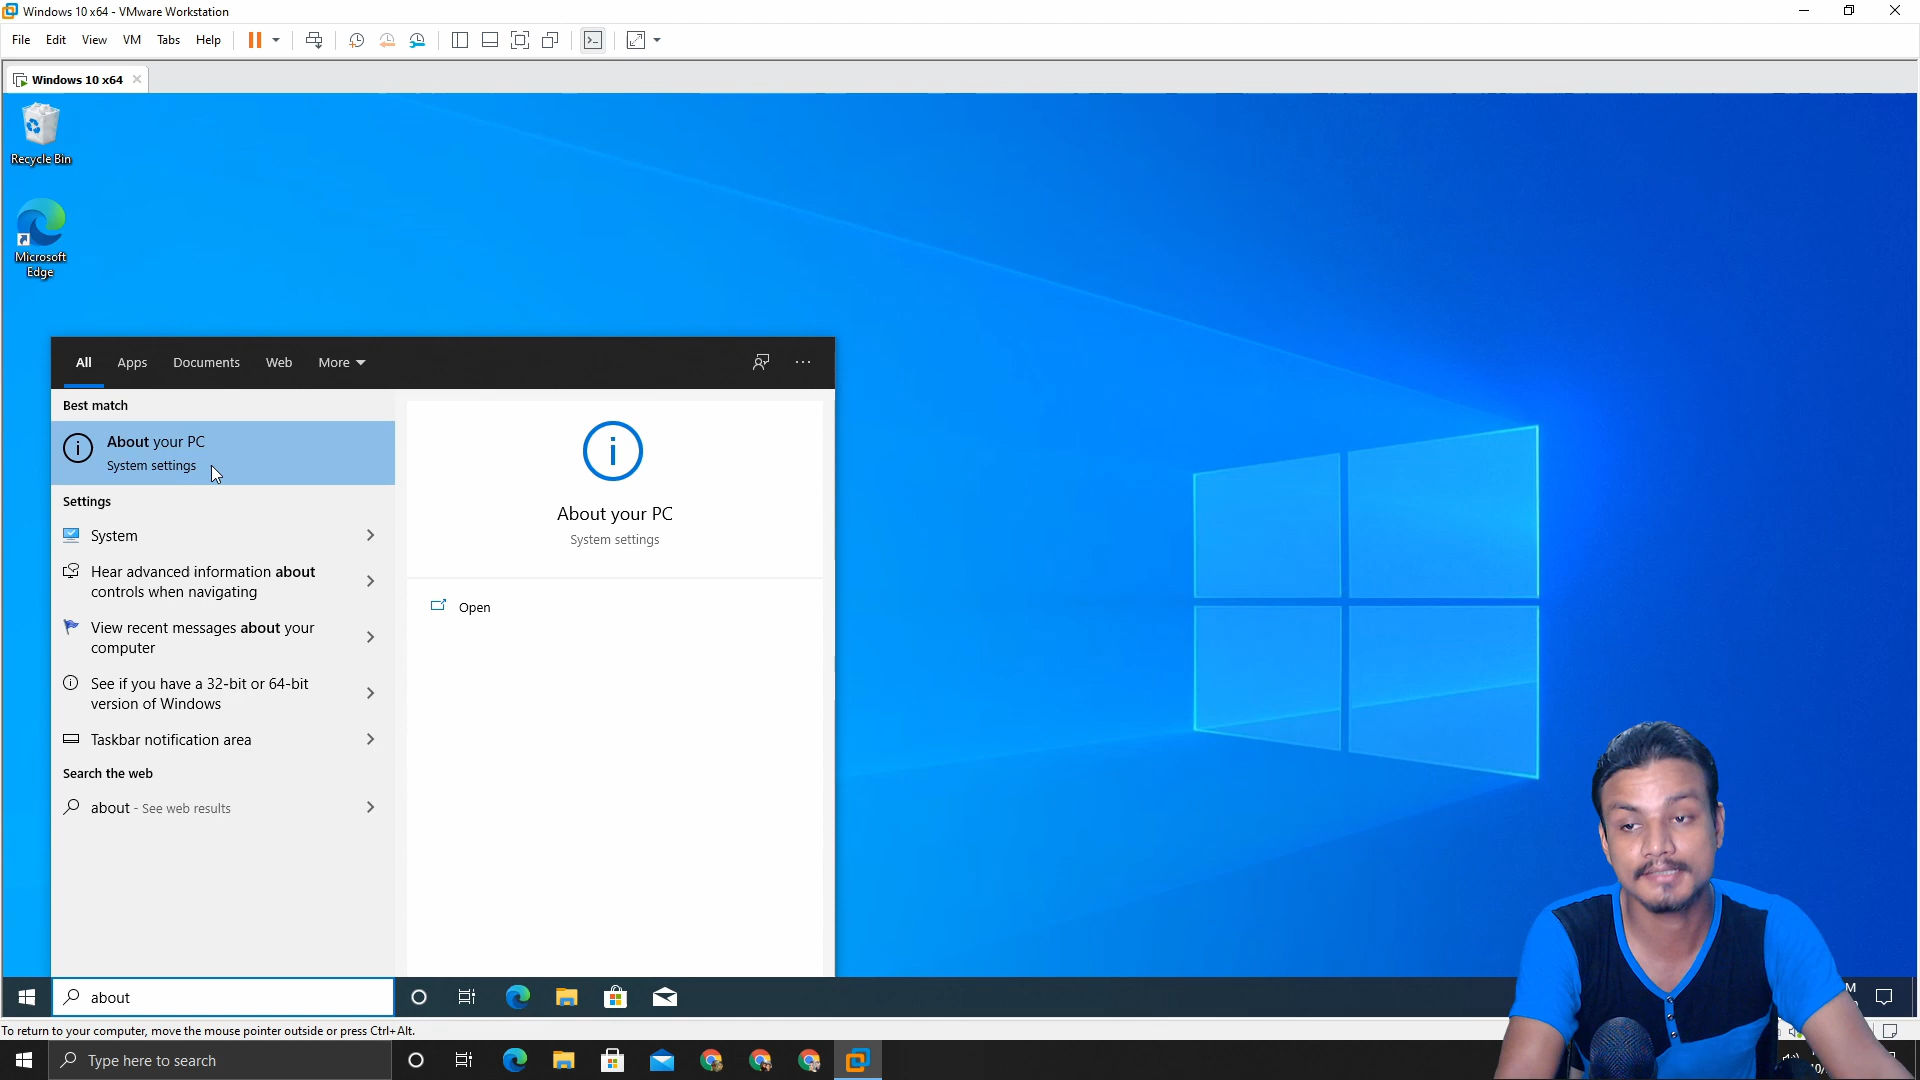 Windows 10 x64 - VMware Workstation
File Edit View VM Tabs Help
Windows 10 x64
Recycle Bin
Microsoft
Edge
All Apps Documents Web More
Best match
About your PC
System settings
Settings
System
Hear advanced information about
controls when navigating
View recent messages about your
computer
See if you have a 32-bit or 64-bit
version of Windows
Taskbar notification area
Search the web
about - See web results
About your PC
System settings
Open
about
To return to your computer, move the mouse pointer outside or press Ctrl+Alt.
Type here to search